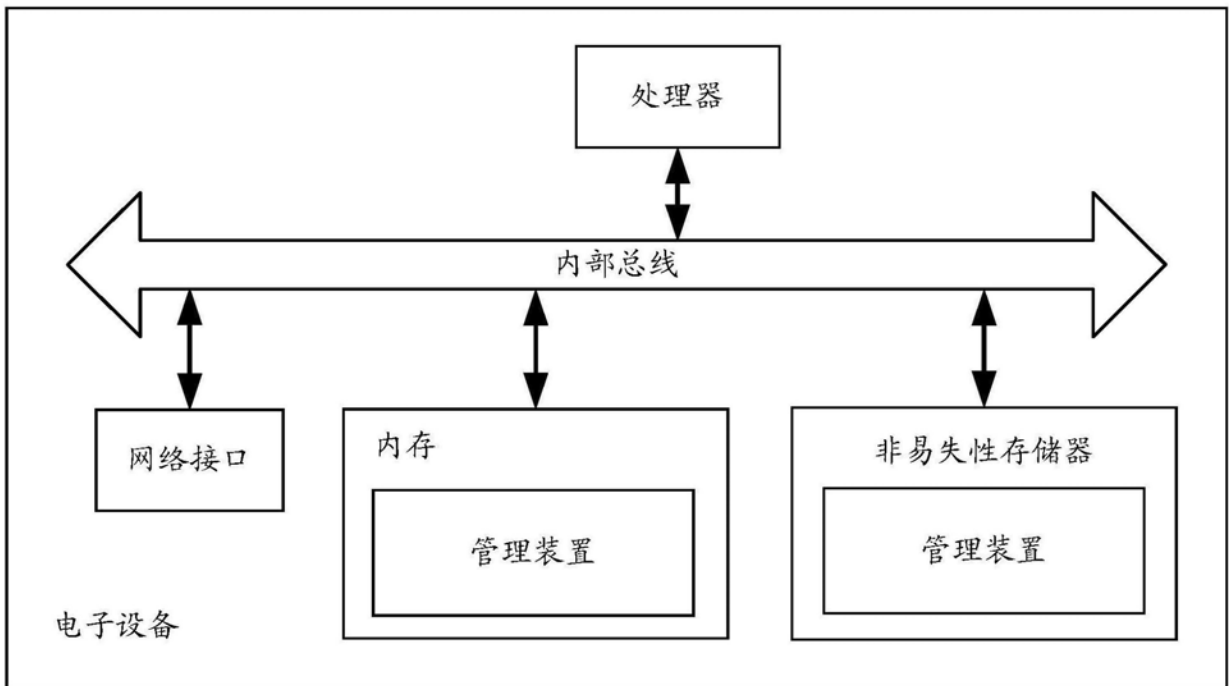 处理器
内部总线
网络接口
内存
管理装置
非易失性存储器
管理装置
电子设备